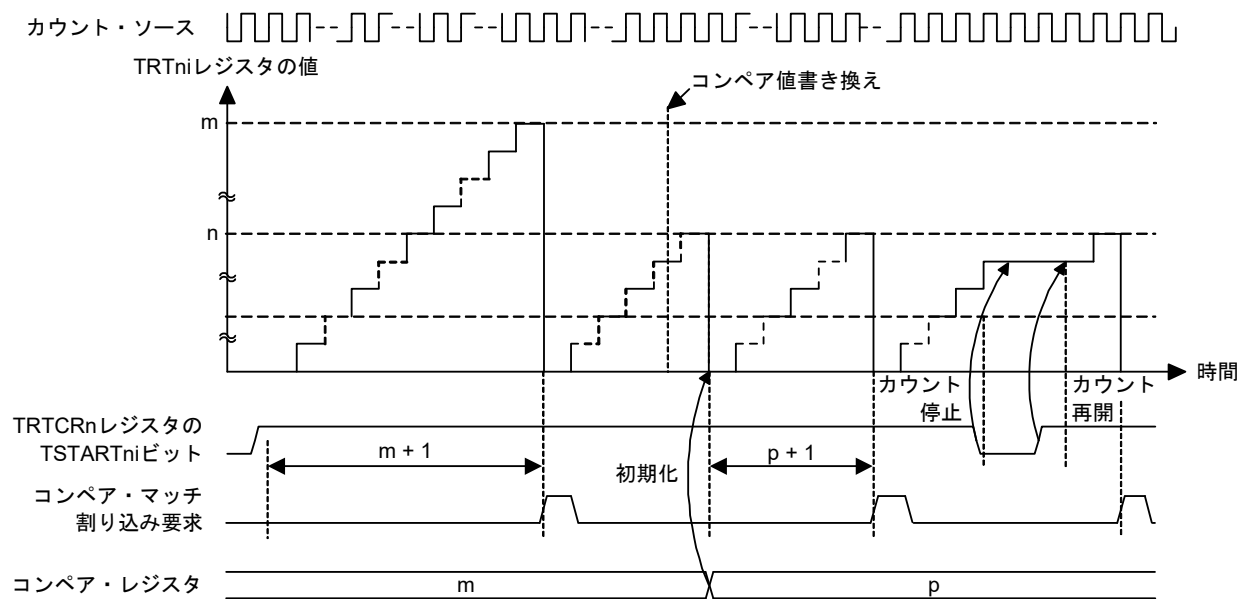 カウント・ソース
TRTniレジスタの値
コンペア値書き換え
m
n
時間
カウント
停止
カウント
再開
TRTCRnレジスタの
TSTARTniビット
m + 1
初期化
p + 1
コンペア・マッチ
割り込み要求
コンペア・レジスタ
m
p